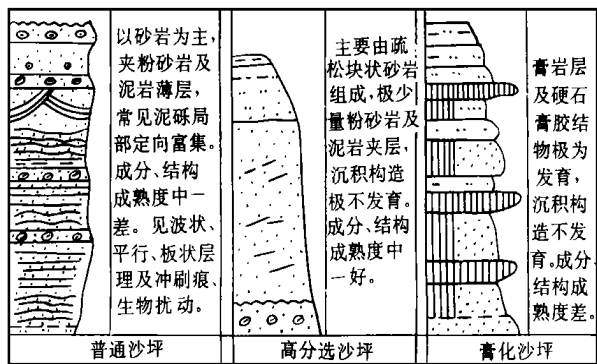 以砂岩为主，
夹粉砂岩及
泥岩薄层，
常见泥砾局
部定向富集。
成分、结构
成熟度中一
差。见波状、
平行、板状层
理及冲刷痕、
生物扰动。
普通沙坪
主要由疏
松块状砂岩
组成，极少
量粉砂岩及
泥岩夹层，
沉积构造
极不发育。
成分、结构
成熟度中
一好。
高分选沙坪
膏岩层
及硬石
膏胶结
物极为
发育，
沉积构
造不发
育。成分、
结构成
熟度差。
膏化沙坪